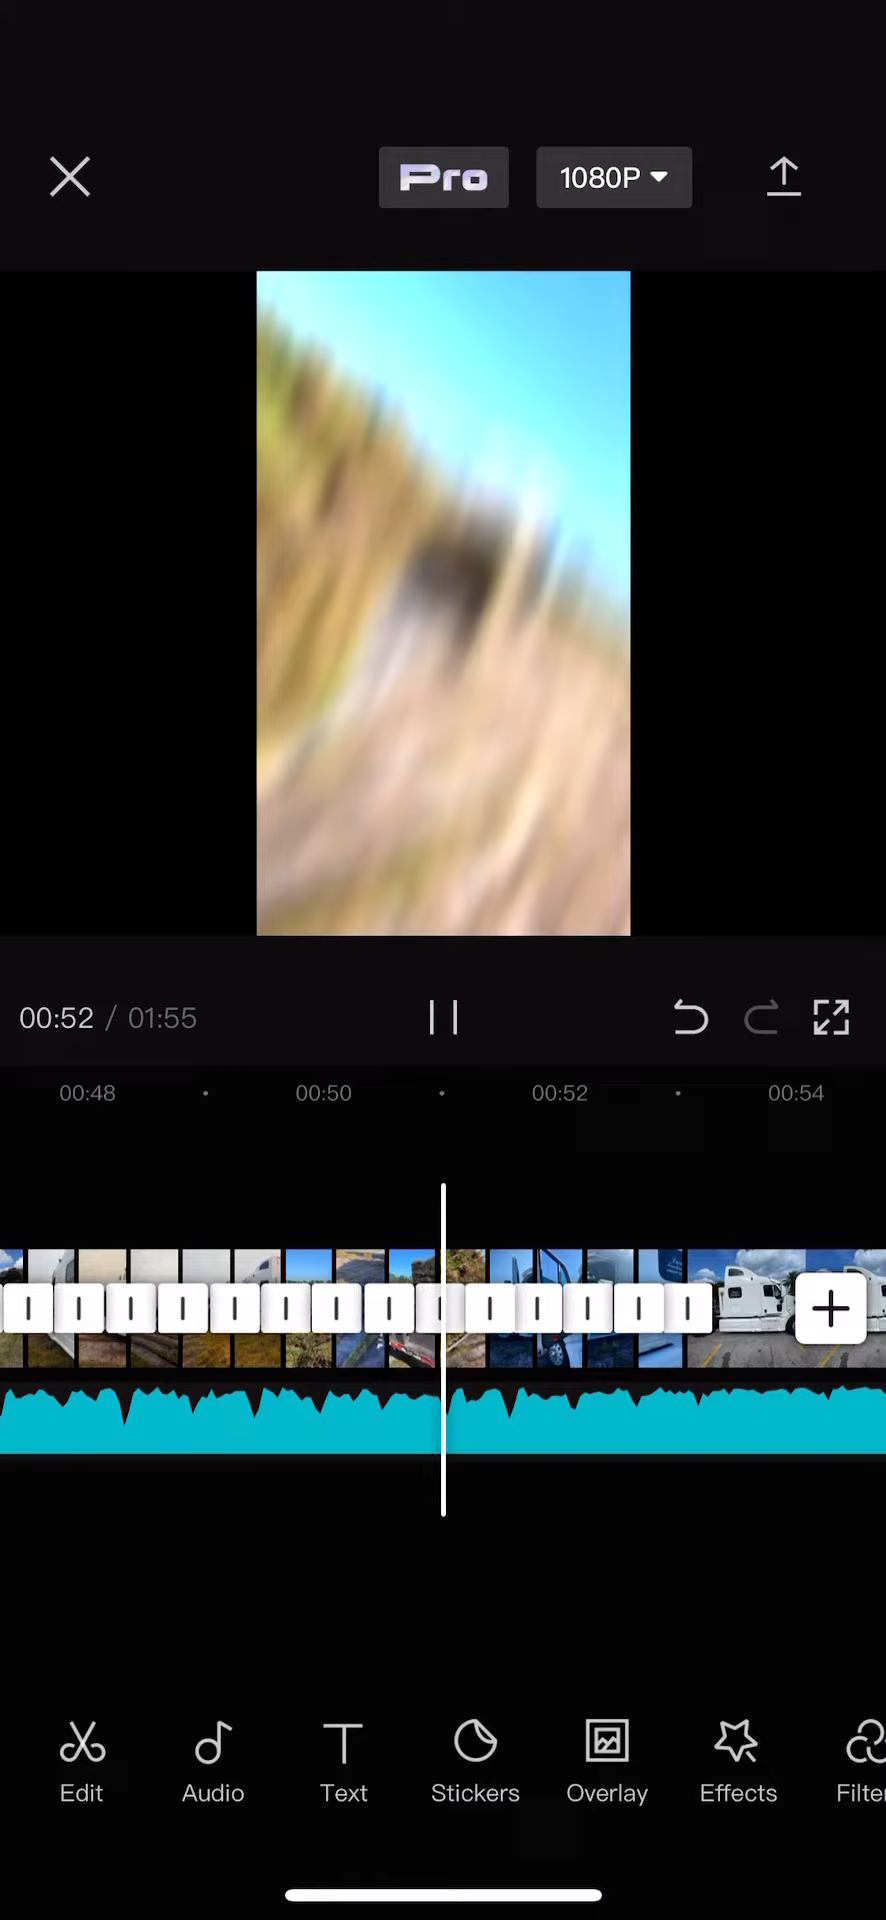 Pro
1080P
00:52 / 01:55
00:48
00:50
00:52
00:54
Edit
Audio
Text
Stickers
Overlay
Effects
Filter